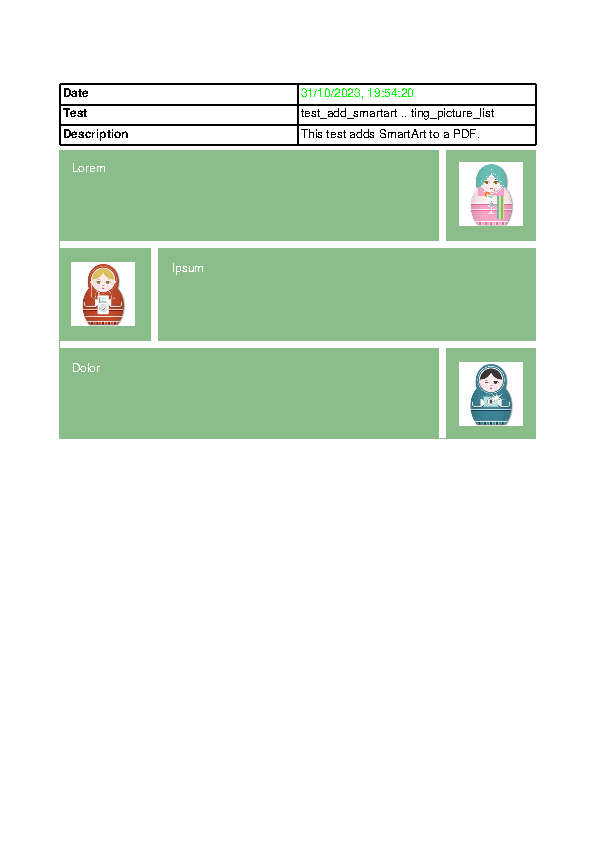 Date 31/10/2023, 19:54:20
Test test_add_smartart .. ting_picture_list
Description This test adds SmartArt to a PDF.
Lorem
Ipsum
Dolor